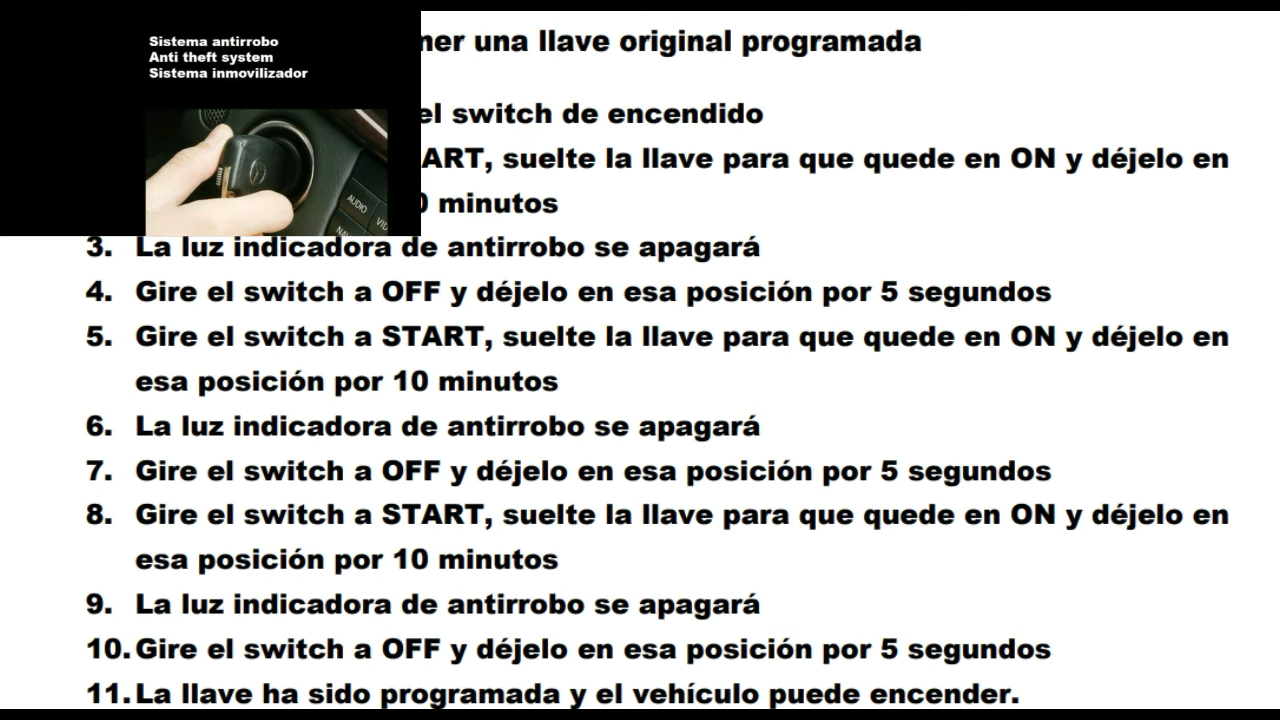 Sistema antirrobo
Anti theft system
Sistema inmovilizador
AUDIO
una llave original programada
el switch de encendido
suelte la llave para que quede en ON y déjelo en
minutos
3. La luz indicadora de antirrobo se apagará
4. Gire el switch a OFF y déjelo en esa posición por 5 segundos
5. Gire el switch a START, suelte la llave para que quede en ON y déjelo en
esa posición por 10 minutos
6. La luz indicadora de antirrobo se apagará
7. Gire el switch a OFF y déjelo en esa posición por 5 segundos
8. Gire el switch a START, suelte la llave para que quede en ON y déjelo en
esa posición por 10 minutos
9. La luz indicadora de antirrobo se apagará
10. Gire el switch a OFF y déjelo en esa posición por 5 segundos
11. La llave ha sido programada y el vehículo puede encender.